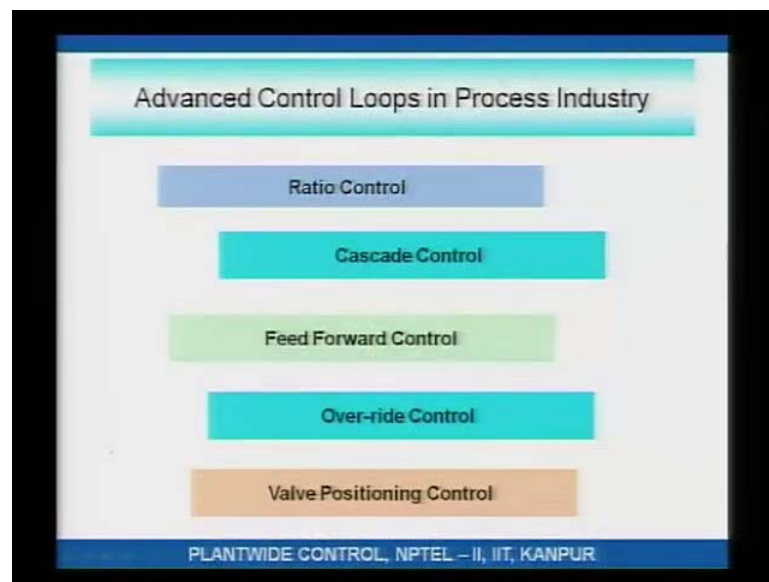 Advanced Control Loops in Process Industry
Ratio Control
Cascade Control
Feed Forward Control
Over-ride Control
Valve Positioning Control
PLANTWIDE CONTROL, NPTEL – II, IIT, KANPUR